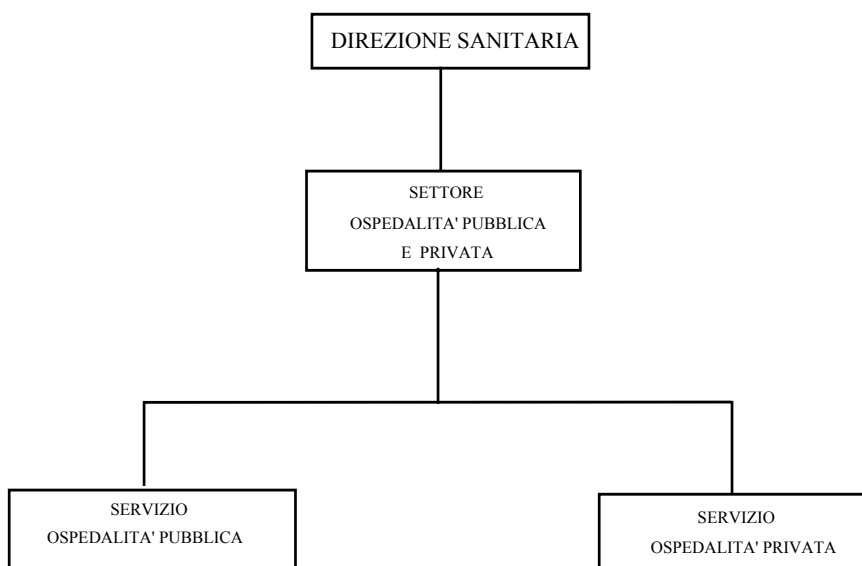 DIREZIONE SANITARIA
SETTORE
OSPEDALITA' PUBBLICA
E PRIVATA
SERVIZIO
OSPEDALITA' PUBBLICA
SERVIZIO
OSPEDALITA' PRIVATA